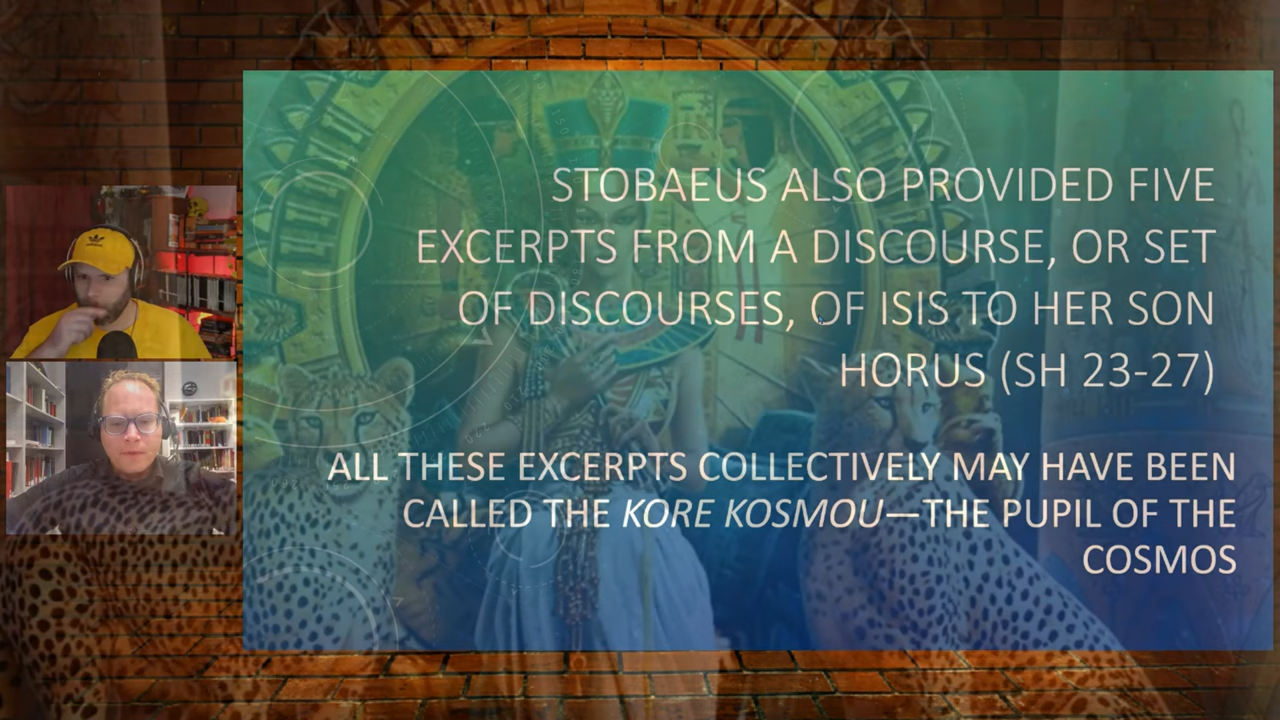 STOBAEUS ALSO PROVIDED FIVE
EXCERPTS FROM A DISCOURSE, OR SET
OF DISCOURSES, OF ISIS TO HER SON
HORUS (SH 23-27)
ALL THESE EXCERPTS COLLECTIVELY MAY HAVE BEEN
CALLED THE KORE KOSMOU—THE PUPIL OF THE
COSMOS